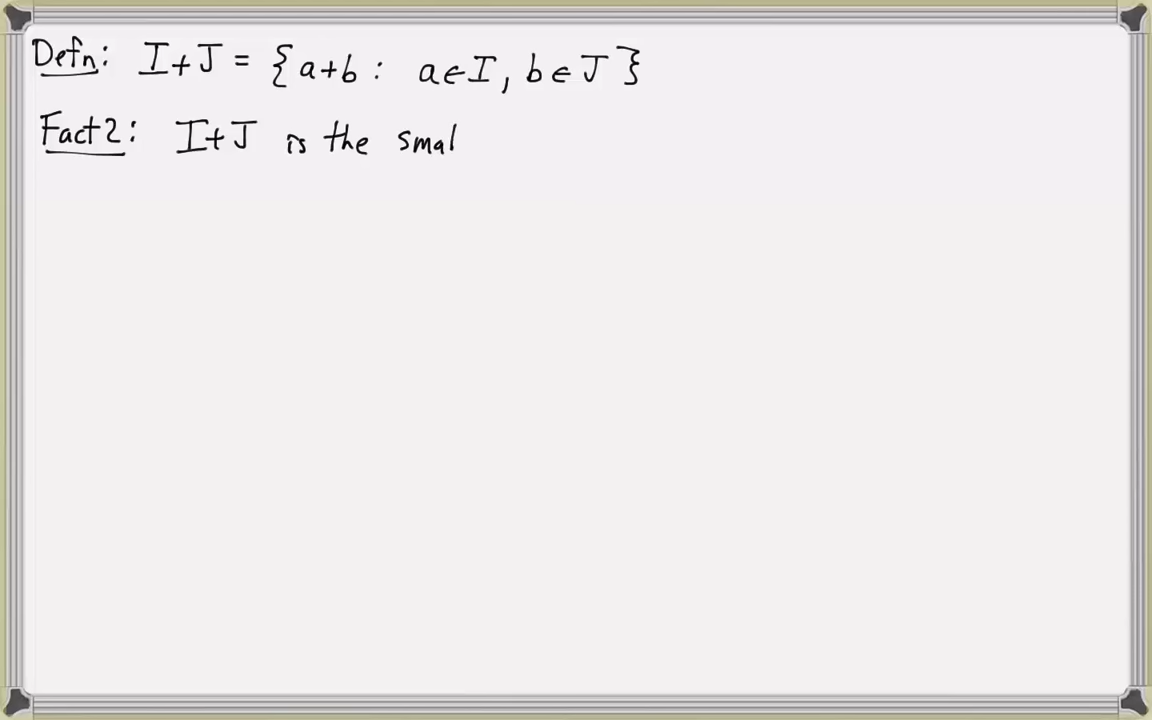 Defn: I+J = {a+b : a∈I, b∈J}
Fact2: I+J is the smal